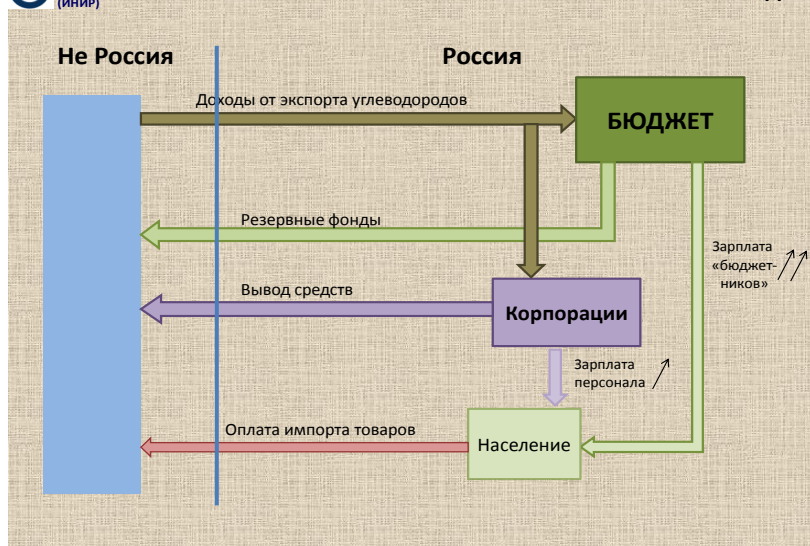 (ИНИР)
Не Россия
Россия
Доходы от экспорта углеводородов
БЮДЖЕТ
Резервные фонды
Зарплата
«бюджет-
ников»
Вывод средств
Корпорации
Зарплата
персонала
Оплата импорта товаров
Население